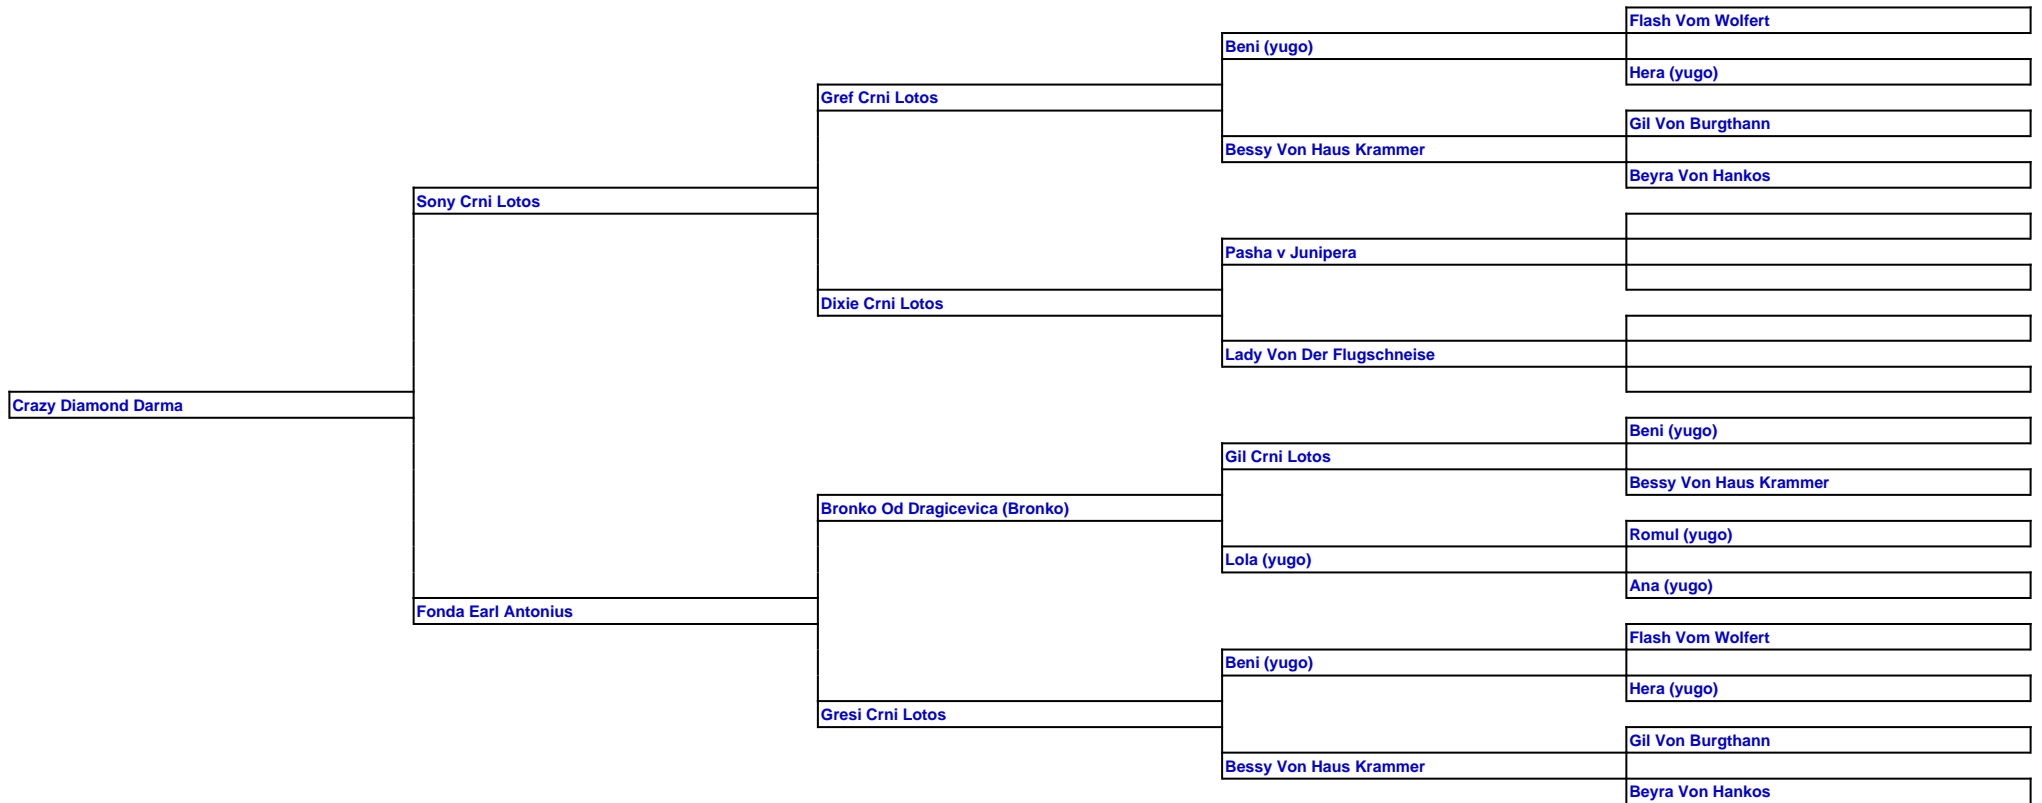 Flash Vom Wolfert
Beni (yugo)
Hera (yugo)
Gref Crni Lotos
Gil Von Burgthann
Bessy Von Haus Krammer
Beyra Von Hankos
Sony Crni Lotos
Pasha v Junipera
Dixie Crni Lotos
Lady Von Der Flugschneise
Crazy Diamond Darma
Beni (yugo)
Gil Crni Lotos
Bessy Von Haus Krammer
Bronko Od Dragicevica (Bronko)
Romul (yugo)
Lola (yugo)
Ana (yugo)
Fonda Earl Antonius
Flash Vom Wolfert
Beni (yugo)
Hera (yugo)
Gresi Crni Lotos
Gil Von Burgthann
Bessy Von Haus Krammer
Beyra Von Hankos